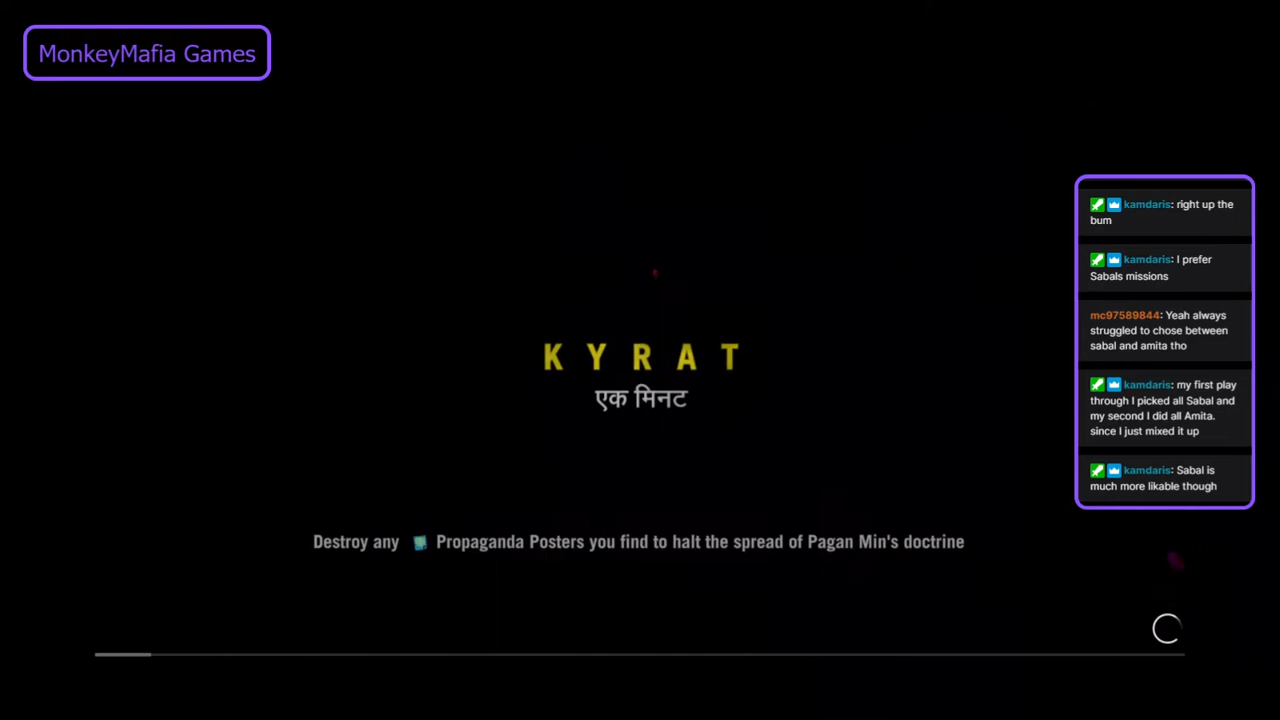 MonkeyMafia Games
kamdaris: right up the
bum
kamdaris: I prefer
Sabals missions
mc97589844: Yeah always
struggled to chose between
sabal and amita tho
kamdaris: my first play
through I picked all Sabal and
my second I did all Amita.
since I just mixed it up
kamdaris: Sabal is
much more likable though
KYRAT
एक मिनट
Destroy any Propaganda Posters you find to halt the spread of Pagan Min's doctrine